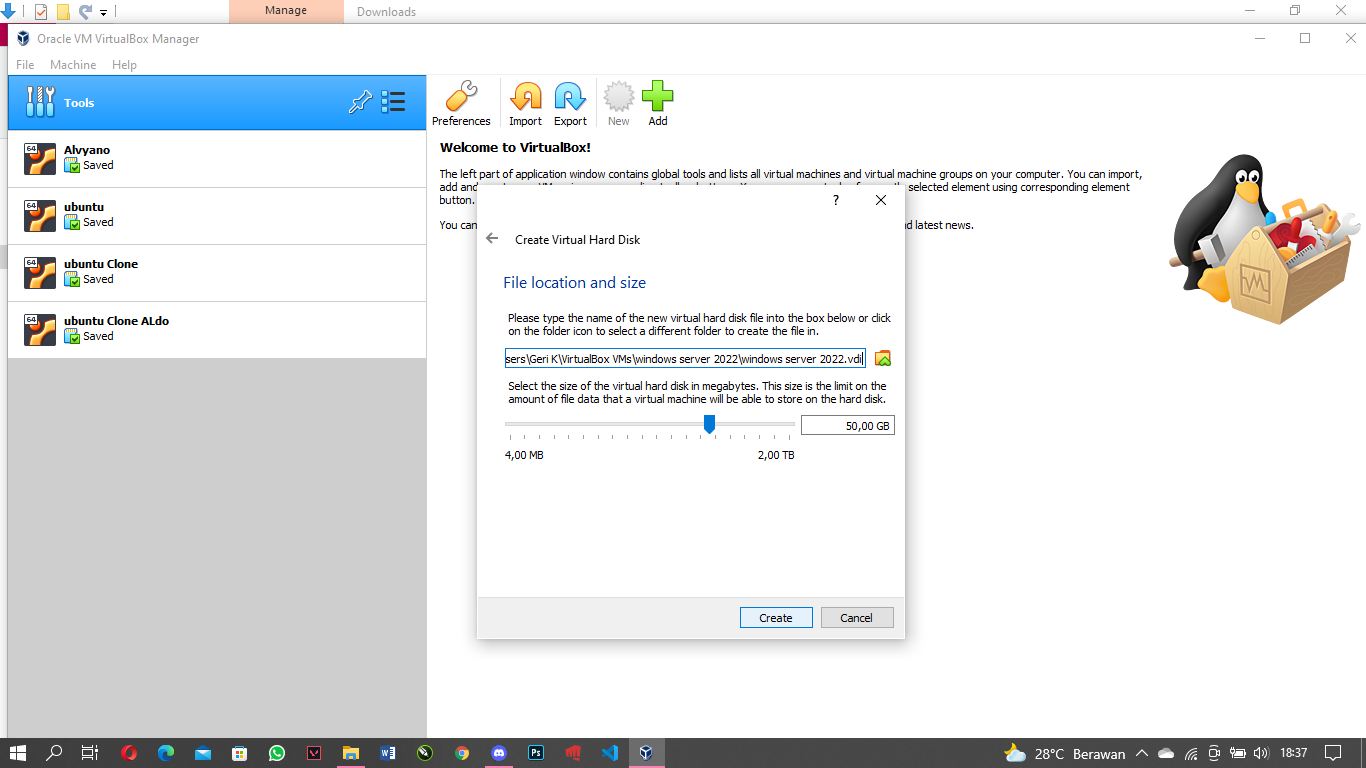 Manage
Downloads
Oracle VM VirtualBox Manager
File Machine Help
Tools
Preferences
Import
Export
New
Add
64
Alvyano
Saved
64
ubuntu
Saved
64
ubuntu Clone
Saved
64
ubuntu Clone ALdo
Saved
Welcome to VirtualBox!
The left part of application window contains global tools and lists all virtual machines and virtual machine groups on your computer. You can import,
add and selected element using corresponding element
button.
You can latest news.
?
Create Virtual Hard Disk
File location and size
Please type the name of the new virtual hard disk file into the box below or click
on the folder icon to select a different folder to create the file in.
sers\Geri K\VirtualBox VMs\windows server 2022\windows server 2022.vdi
Select the size of the virtual hard disk in megabytes. This size is the limit on the
amount of file data that a virtual machine will be able to store on the hard disk.
50,00 GB
4,00 MB 2,00 TB
Create Cancel
Ps
28°C Berawan
18:37